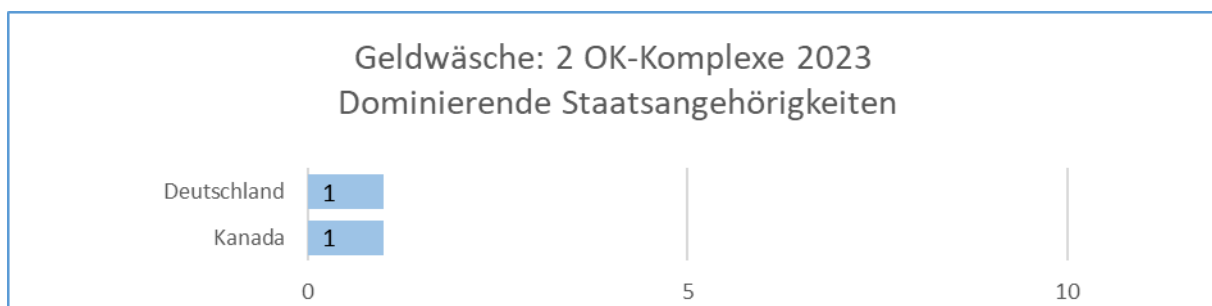 Geldwäsche: 2 OK-Komplexe 2023
Dominierende Staatsangehörigkeiten
Deutschland 1
Kanada 1
0 5 10